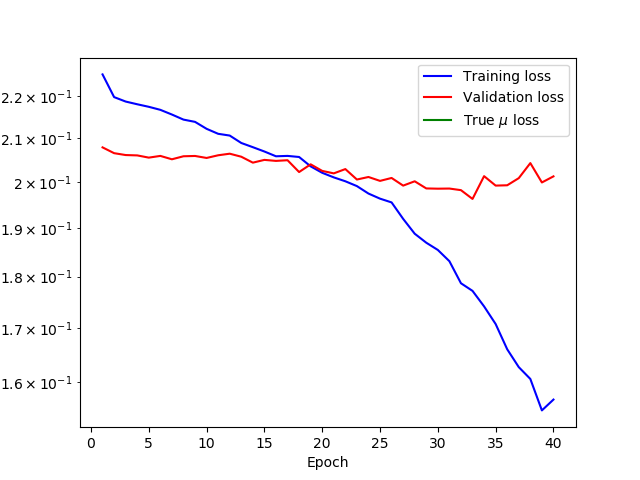 Training loss
Validation loss
True μ loss
2.2 × 10⁻¹
2.1 × 10⁻¹
2 × 10⁻¹
1.9 × 10⁻¹
1.8 × 10⁻¹
1.7 × 10⁻¹
1.6 × 10⁻¹
0 5 10 15 20 25 30 35 40
Epoch